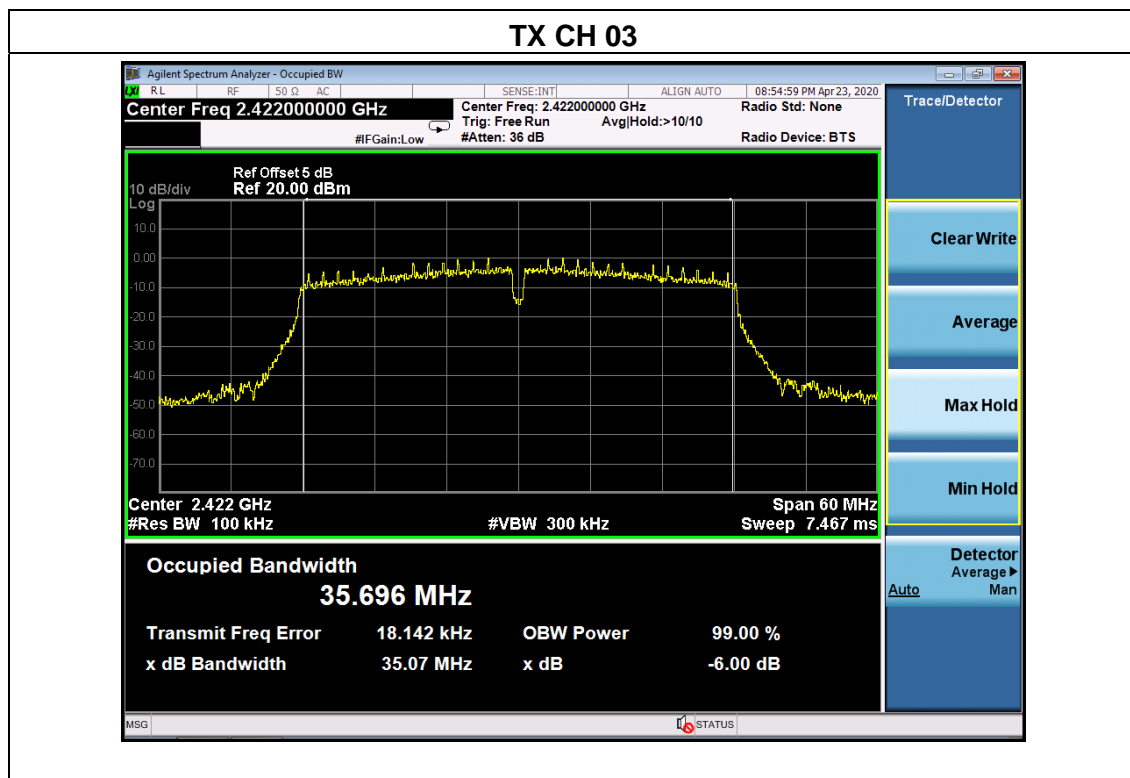 TX CH 03
Agilent Spectrum Analyzer - Occupied BW
LXI RL RF 50 Ω AC SENSE:INT ALIGN AUTO 08:54:59 PM Apr 23, 2020
Center Freq 2.422000000 GHz
Center Freq: 2.422000000 GHz Radio Std: None
Trig: Free Run Avg|Hold:>10/10
#IFGain:Low #Atten: 36 dB Radio Device: BTS
Ref Offset 5 dB
10 dB/div Ref 20.00 dBm
Log
10.0
0.00
-10.0
-20.0
-30.0
-40.0
-50.0
-60.0
-70.0
Center 2.422 GHz Span 60 MHz
#Res BW 100 kHz #VBW 300 kHz Sweep 7.467 ms
Occupied Bandwidth
35.696 MHz
Transmit Freq Error 18.142 kHz OBW Power 99.00 %
x dB Bandwidth 35.07 MHz x dB -6.00 dB
MSG STATUS
Trace/Detector
Clear Write
Average
Max Hold
Min Hold
Detector
Average
Auto Man